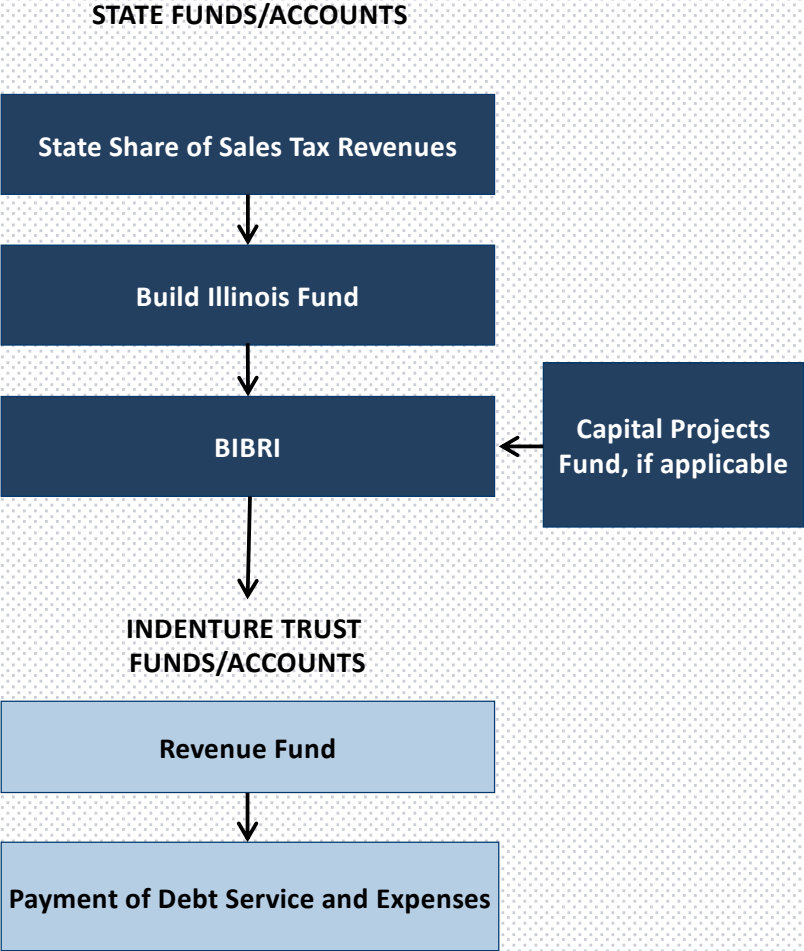 STATE FUNDS/ACCOUNTS
State Share of Sales Tax Revenues
Build Illinois Fund
BIBRI
Capital Projects
Fund, if applicable
INDENTURE TRUST
FUNDS/ACCOUNTS
Revenue Fund
Payment of Debt Service and Expenses